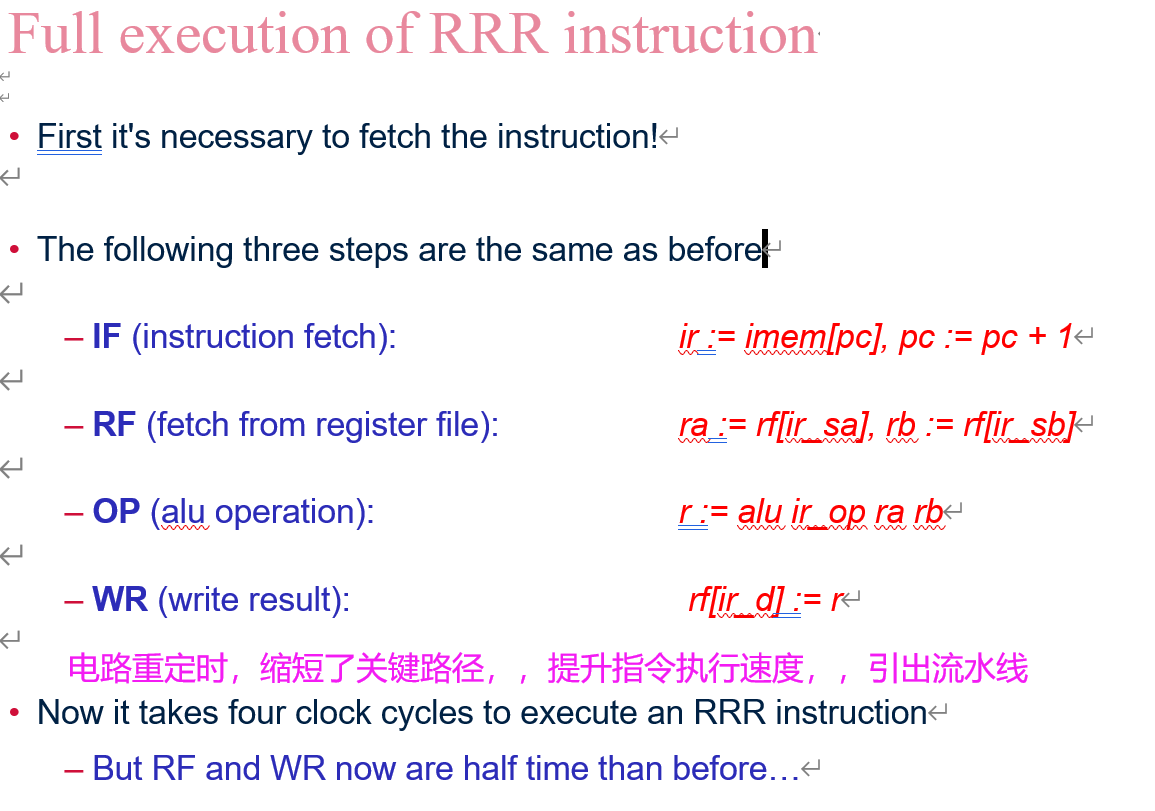 Full execution of RRR instruction
• First it's necessary to fetch the instruction!
• The following three steps are the same as before
– IF (instruction fetch): ir := imem[pc], pc := pc + 1
– RF (fetch from register file): ra := rf[ir_sa], rb := rf[ir_sb]
– OP (alu operation): r := alu ir_op ra rb
– WR (write result): rf[ir_d] := r
电路重定时，缩短了关键路径，，提升指令执行速度，，引出流水线
• Now it takes four clock cycles to execute an RRR instruction
– But RF and WR now are half time than before…